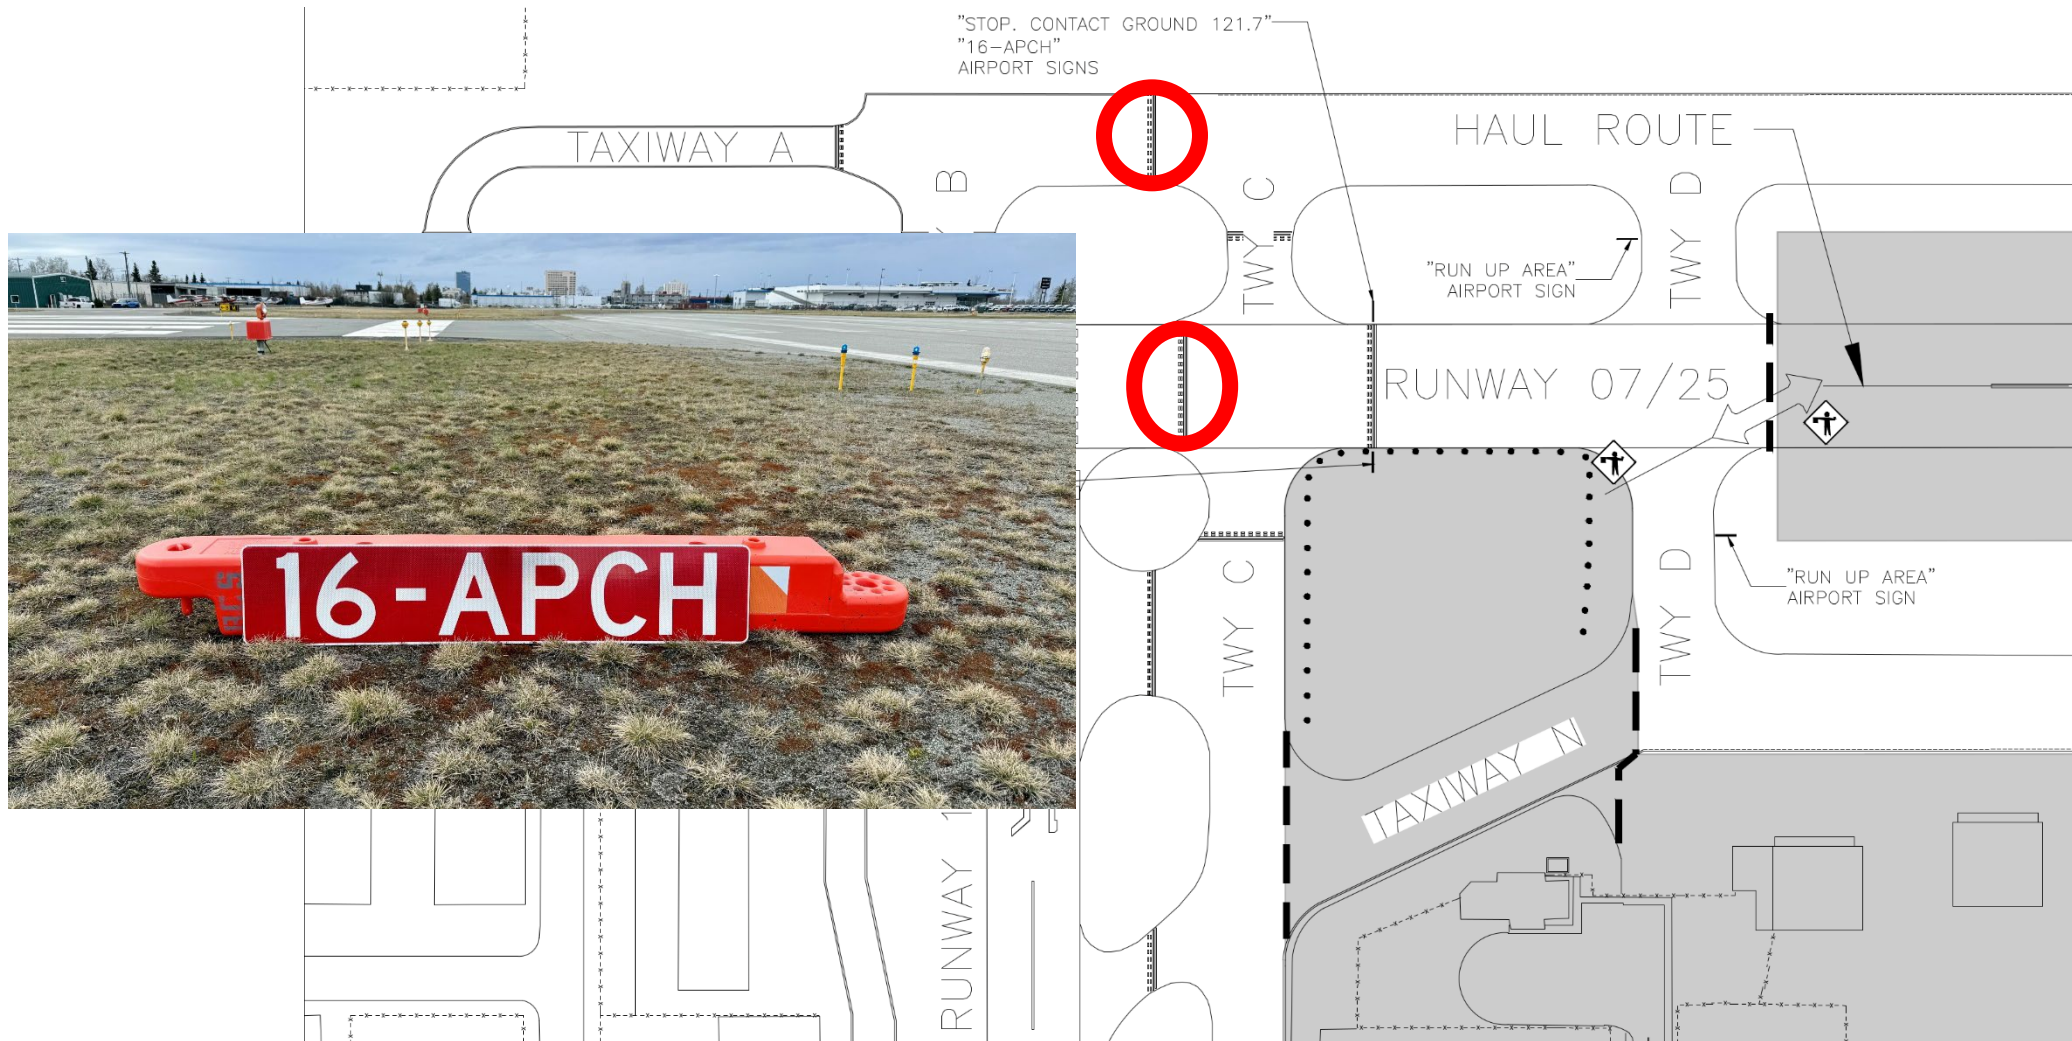 "STOP. CONTACT GROUND 121.7"
"16-APCH"
AIRPORT SIGNS
TAXIWAY A
HAUL ROUTE
B
TWY C
TWY D
"RUN UP AREA"
AIRPORT SIGN
RUNWAY 07/25
16-APCH
TWY C
TWY D
"RUN UP AREA"
AIRPORT SIGN
TAXIWAY N
RUNWAY 1